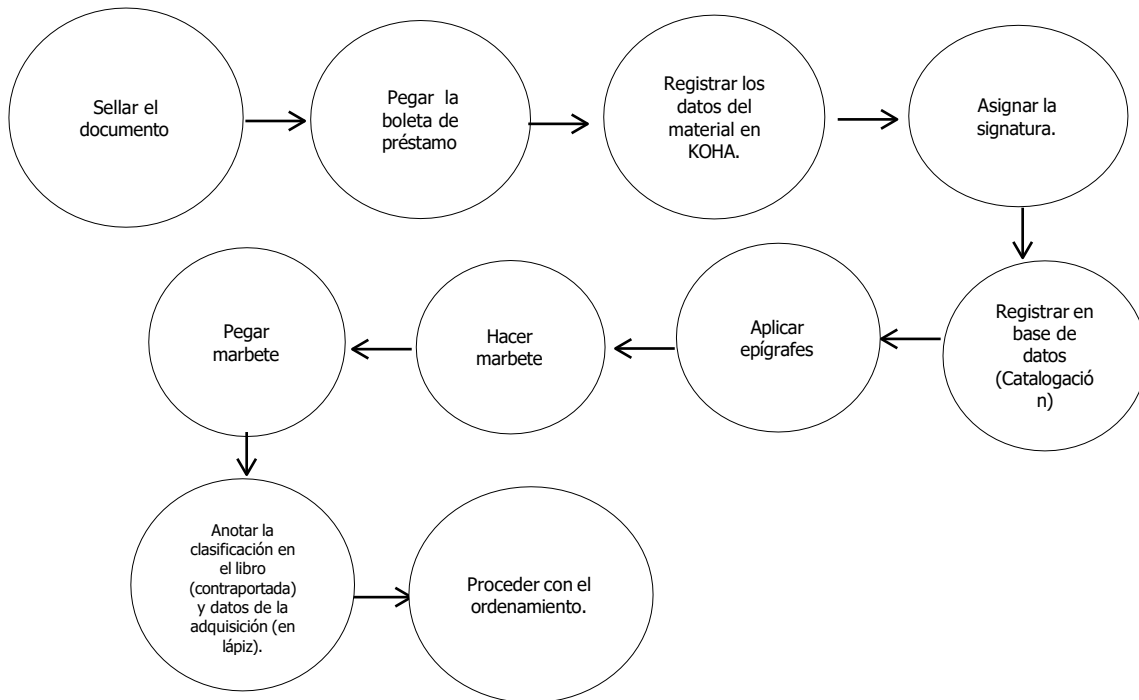 Sellar el
documento
Pegar la
boleta de
préstamo
Registrar los
datos del
material en
KOHA.
Asignar la
signatura.
Registrar en
base de
datos
(Catalogació
n)
Aplicar
epígrafes
Hacer
marbete
Pegar
marbete
Anotar la
clasificación en
el libro
(contraportada)
y datos de la
adquisición (en
lápiz).
Proceder con el
ordenamiento.